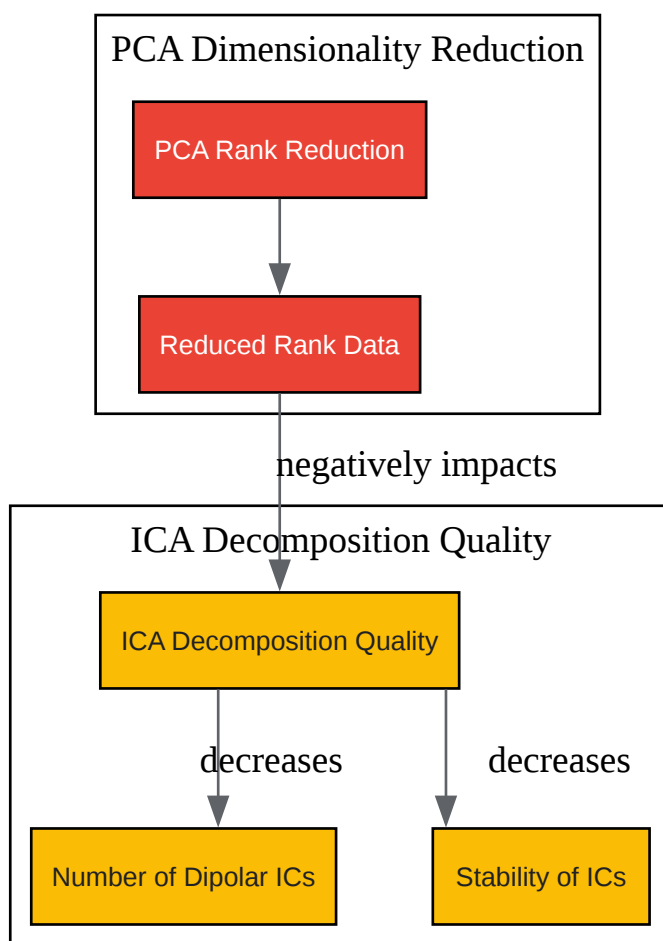 PCA Dimensionality Reduction
PCA Rank Reduction
Reduced Rank Data
negatively impacts
ICA Decomposition Quality
ICA Decomposition Quality
decreases
decreases
Number of Dipolar ICs
Stability of ICs